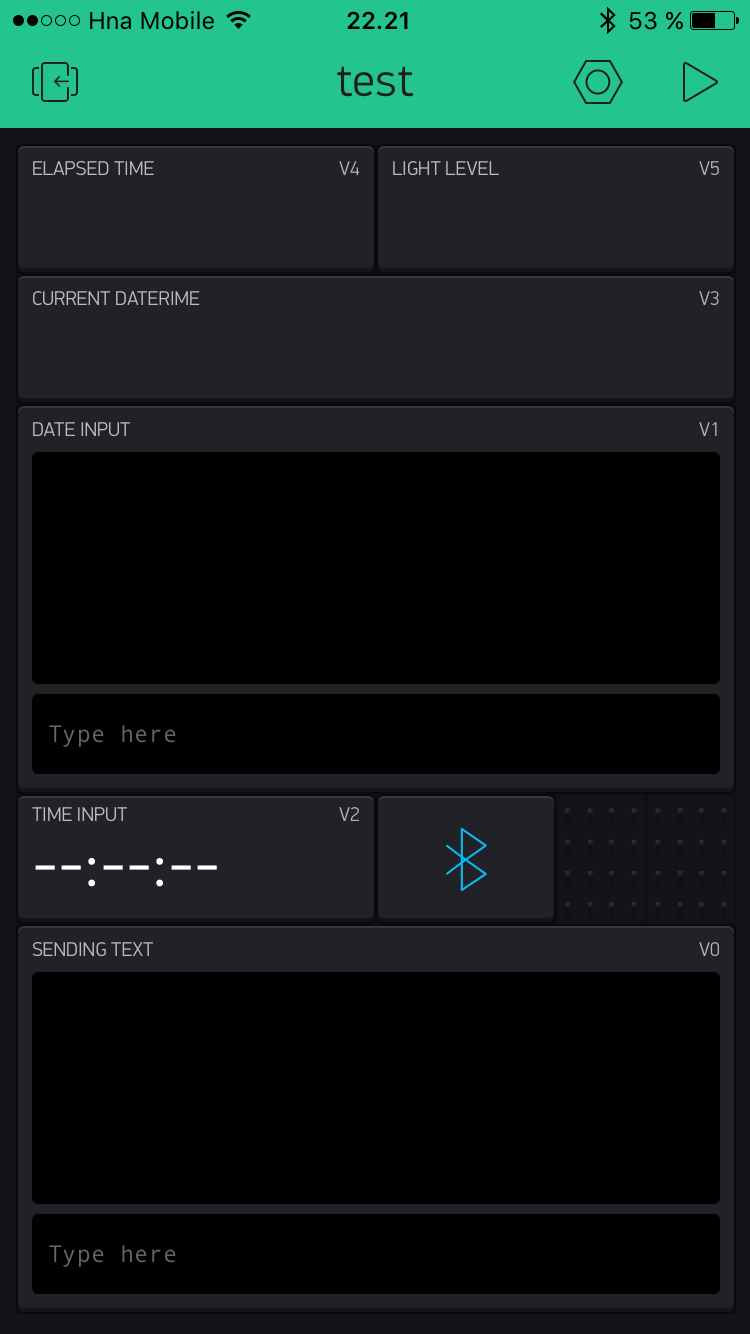 Hna Mobile 22.21 53 %
test
ELAPSED TIME V4 LIGHT LEVEL V5
CURRENT DATERIME V3
DATE INPUT V1
Type here
TIME INPUT V2
--:--:--
SENDING TEXT V0
Type here